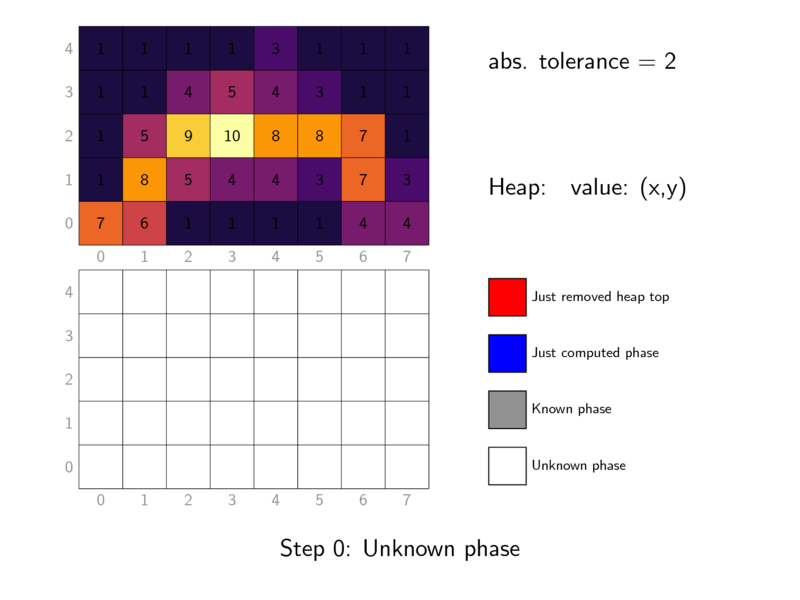 4 1 1 1 1 3 1 1 1
abs. tolerance = 2
3 1 1 4 5 4 3 1 1
2 1 5 9 10 8 8 7 1
1 1 8 5 4 4 3 7 3
Heap: value: (x,y)
0 7 6 1 1 1 1 4 4
0 1 2 3 4 5 6 7
4
3
2
1
0
0 1 2 3 4 5 6 7
Just removed heap top
Just computed phase
Known phase
Unknown phase
Step 0: Unknown phase